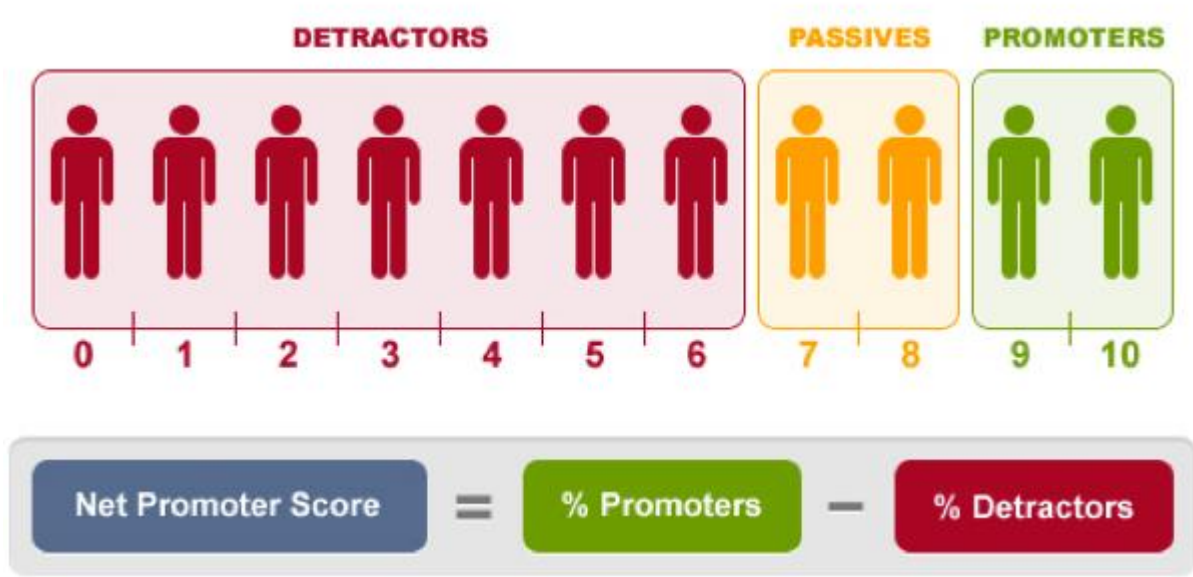 DETRACTORS PASSIVES PROMOTERS
0 1 2 3 4 5 6 7 8 9 10
Net Promoter Score = % Promoters – % Detractors